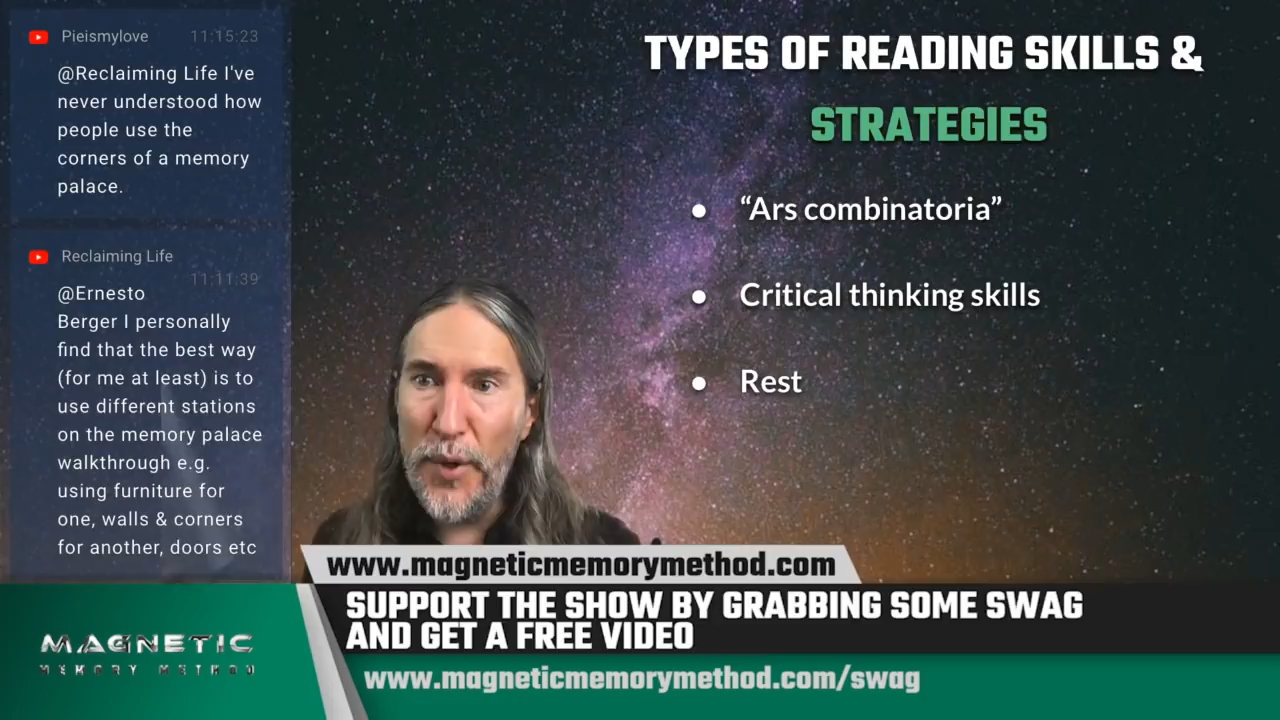 Pieismylove 11:15:23
@Reclaiming Life I've
never understood how
people use the
corners of a memory
palace.
Reclaiming Life
11:11:39
@Ernesto
Berger I personally
find that the best way
(for me at least) is to
use different stations
on the memory palace
walkthrough e.g.
using furniture for
one, walls & corners
for another, doors etc
TYPES OF READING SKILLS &
STRATEGIES
• “Ars combinatoria”
• Critical thinking skills
• Rest
www.magneticmemorymethod.com
SUPPORT THE SHOW BY GRABBING SOME SWAG
AND GET A FREE VIDEO
www.magneticmemorymethod.com/swag
MAGNETIC
MEMORY METHOD